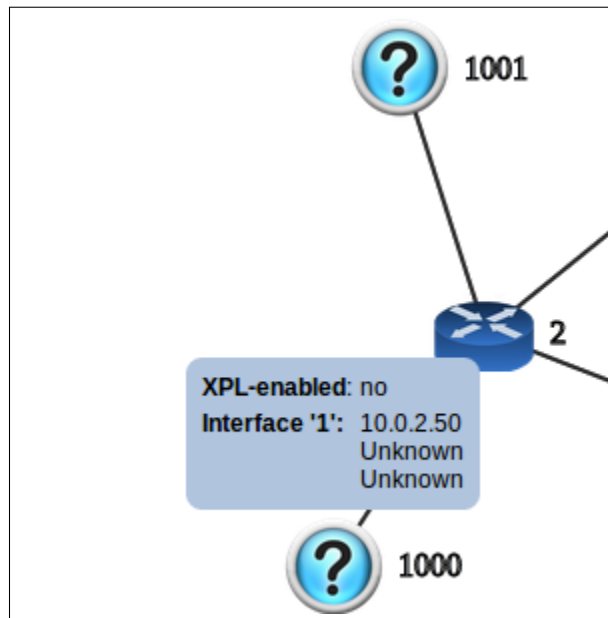 1001
2
XPL-enabled: no
Interface '1': 10.0.2.50
Unknown
Unknown
1000